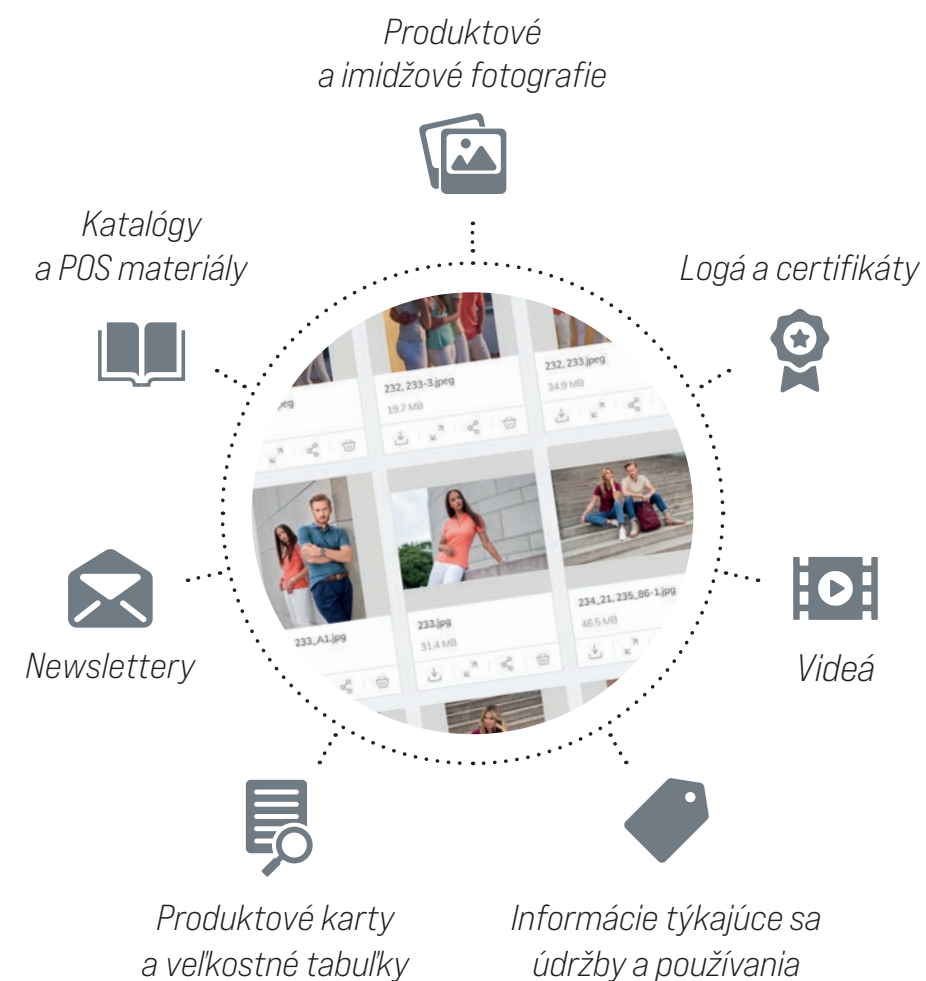 Produktové
a imidžové fotografie
Katalógy
a POS materiály
Logá a certifikáty
232, 233-3.jpeg
19.7 MB
232, 233.jpeg
34.9 MB
233_A1.jpg
233.jpg
31.4 MB
234_21, 235_86-1.jpg
46.5 MB
Newslettery
Videá
Produktové karty
a veľkostné tabuľky
Informácie týkajúce sa
údržby a používania